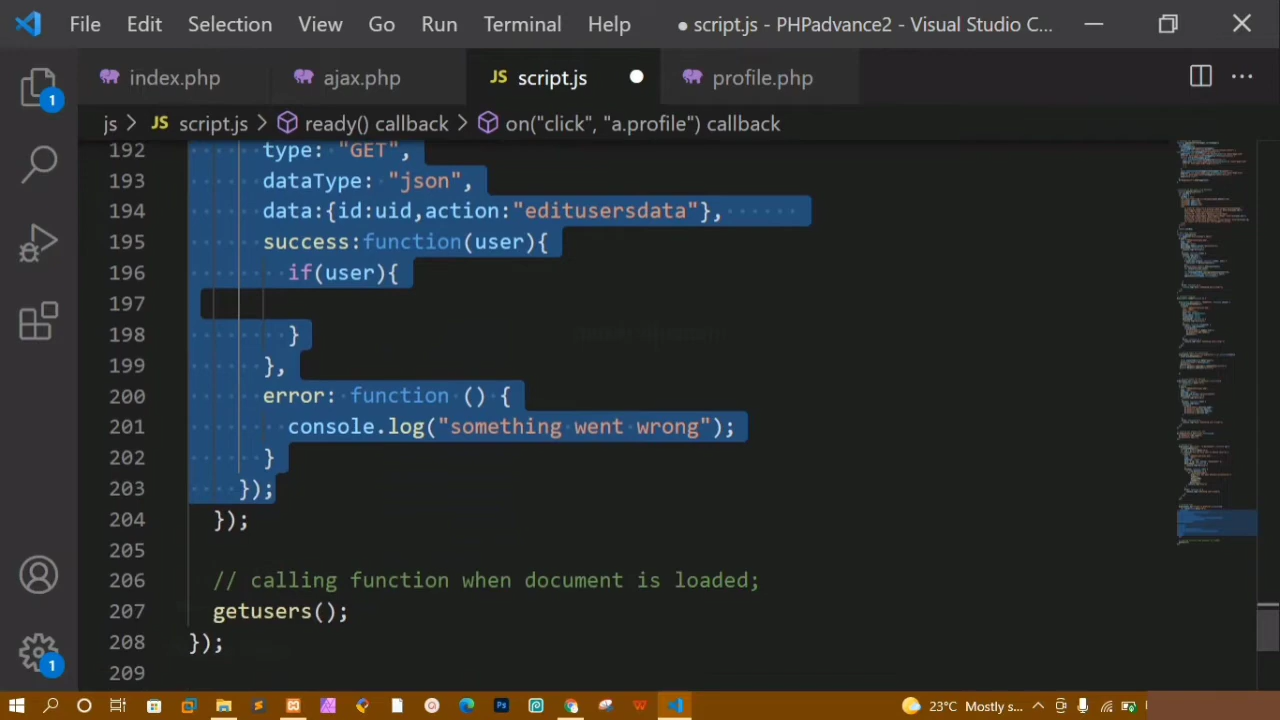 File Edit Selection View Go Run Terminal Help ● script.js - PHPadvance2 - Visual Studio C...
index.php ajax.php JS script.js profile.php
js > JS script.js > ready() callback > on("click", "a.profile") callback
192 type: "GET",
193 dataType: "json",
194 data:{id:uid,action:"editusersdata"},
195 success:function(user){
196 if(user){
197
198 }
199 },
200 error: function () {
201 console.log("something went wrong");
202 }
203 });
204 });
205
206 // calling function when document is loaded;
207 getusers();
208 });
209
1
1
23°C Mostly s...